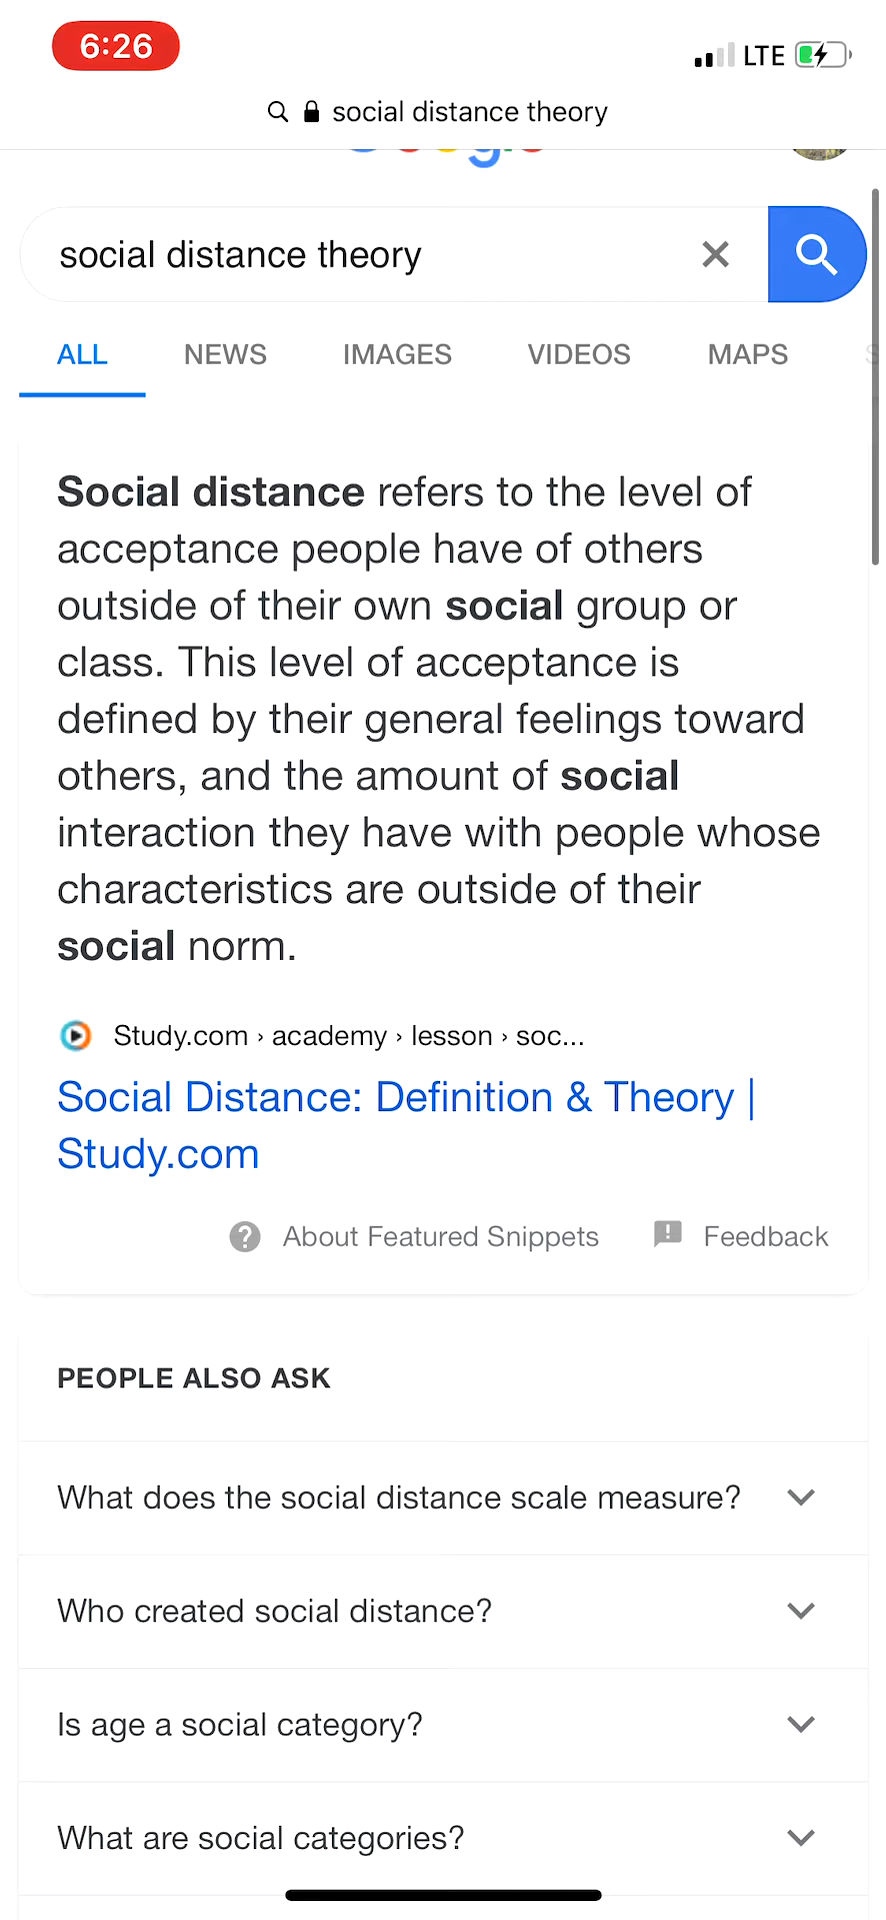 6:26
LTE
social distance theory
social distance theory
ALL NEWS IMAGES VIDEOS MAPS
Social distance refers to the level of
acceptance people have of others
outside of their own social group or
class. This level of acceptance is
defined by their general feelings toward
others, and the amount of social
interaction they have with people whose
characteristics are outside of their
social norm.
Study.com › academy › lesson › soc...
Social Distance: Definition & Theory |
Study.com
About Featured Snippets Feedback
PEOPLE ALSO ASK
What does the social distance scale measure?
Who created social distance?
Is age a social category?
What are social categories?